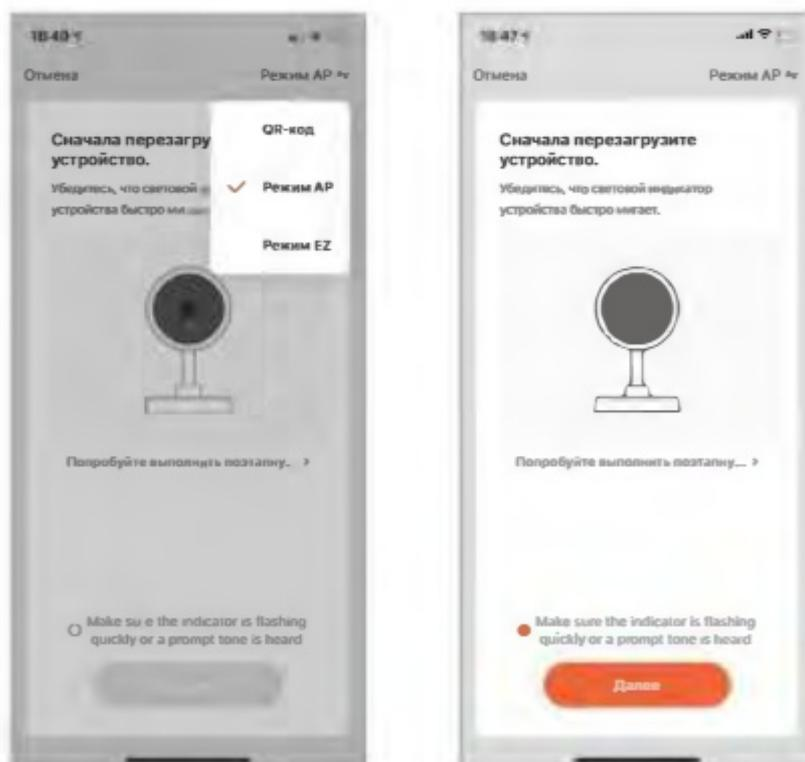 18:40
Отмена
Режим AP
QR-код
Режим AP
Режим EZ
Сначала перезагру
устройство.
Убедитесь, что световой
устройства быстро ми
Попробуйте выполнить поэтапну.. >
Make su e the indicator is flashing
quickly or a prompt tone is heard
18:47
Отмена
Режим AP
Сначала перезагрузите
устройство.
Убедитесь, что световой индикатор
устройства быстро мигает.
Попробуйте выполнить поэтапну... >
Make sure the indicator is flashing
quickly or a prompt tone is heard
Далее